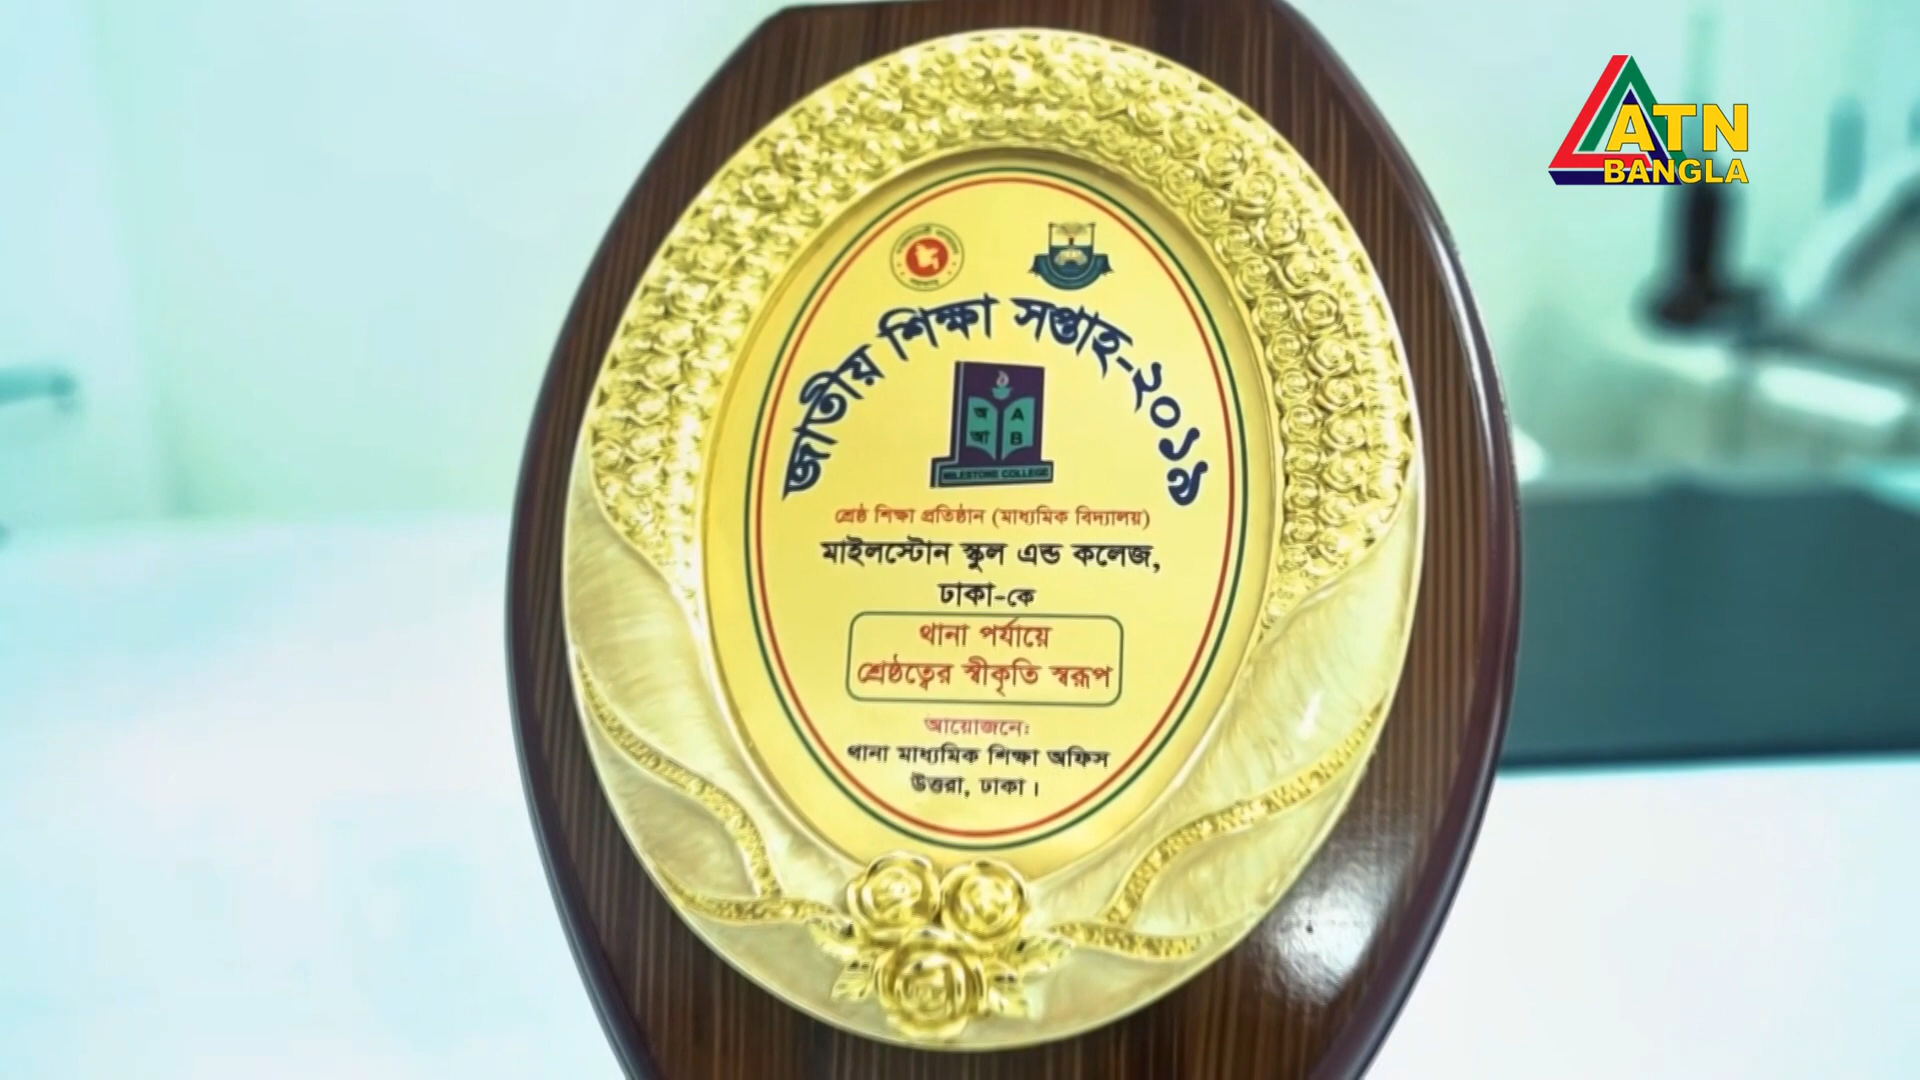 ATN
BANGLA
জাতীয় শিক্ষা সপ্তাহ-২০১৯
অ A
আ B
MILESTONE COLLEGE
শ্রেষ্ঠ শিক্ষা প্রতিষ্ঠান (মাধ্যমিক বিদ্যালয়)
মাইলস্টোন স্কুল এন্ড কলেজ,
ঢাকা-কে
থানা পর্যায়ে
শ্রেষ্ঠত্বের স্বীকৃতি স্বরূপ
আয়োজনে:
থানা মাধ্যমিক শিক্ষা অফিস
উত্তরা, ঢাকা।